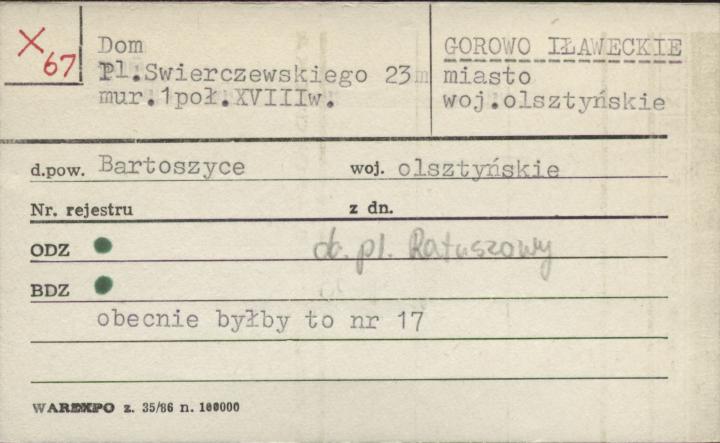 X
67
Dom
Pl.Swierczewskiego 23m
mur.1poł.XVIIIw.
GOROWO IŁAWECKIE
miasto
woj.olsztyńskie
d.pow. Bartoszyce woj. olsztyńskie
Nr. rejestru z dn.
ODZ ob. pl. Ratuszowy
BDZ
obecnie byłby to nr 17
WAREXPO z. 35/86 n. 100000